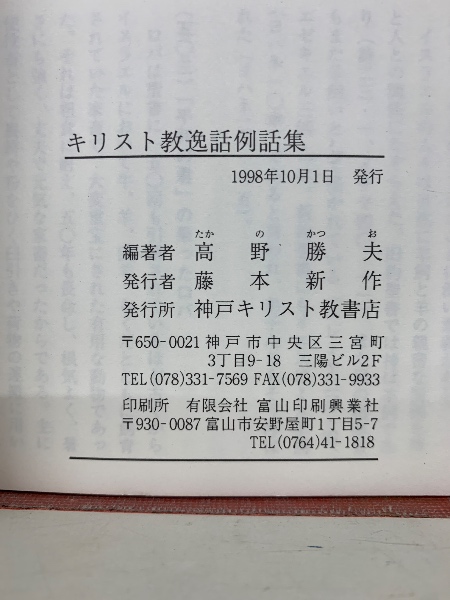 キリスト教逸話例話集
1998年10月1日 発行
たか の かつ お
編著者 高野勝夫
発行者 藤本新作
発行所 神戸キリスト教書店
〒650-0021 神戸市中央区三宮町
3丁目9-18 三陽ビル2F
TEL(078)331-7569 FAX(078)331-9933
印刷所 有限会社 富山印刷興業社
〒930-0087 富山市安野屋町1丁目5-7
TEL(0764)41-1818